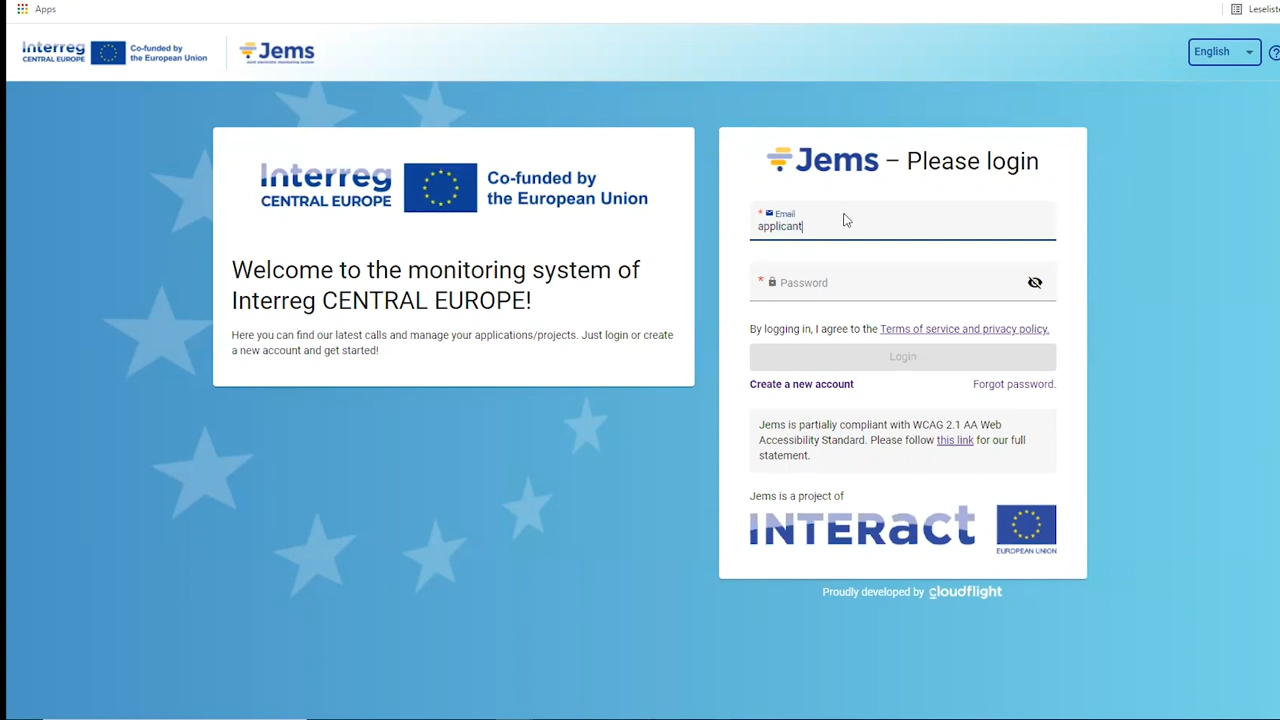 Apps
Leseliste
Interreg
CENTRAL EUROPE
Co-funded by
the European Union
Jems
English
Interreg
CENTRAL EUROPE
Co-funded by
the European Union
Welcome to the monitoring system of
Interreg CENTRAL EUROPE!
Here you can find our latest calls and manage your applications/projects. Just login or create
a new account and get started!
Jems – Please login
* Email
applicant
* Password
By logging in, I agree to the Terms of service and privacy policy.
Login
Create a new account
Forgot password.
Jems is partially compliant with WCAG 2.1 AA Web
Accessibility Standard. Please follow this link for our full
statement.
Jems is a project of
INTERact
EUROPEAN UNION
Proudly developed by cloudflight